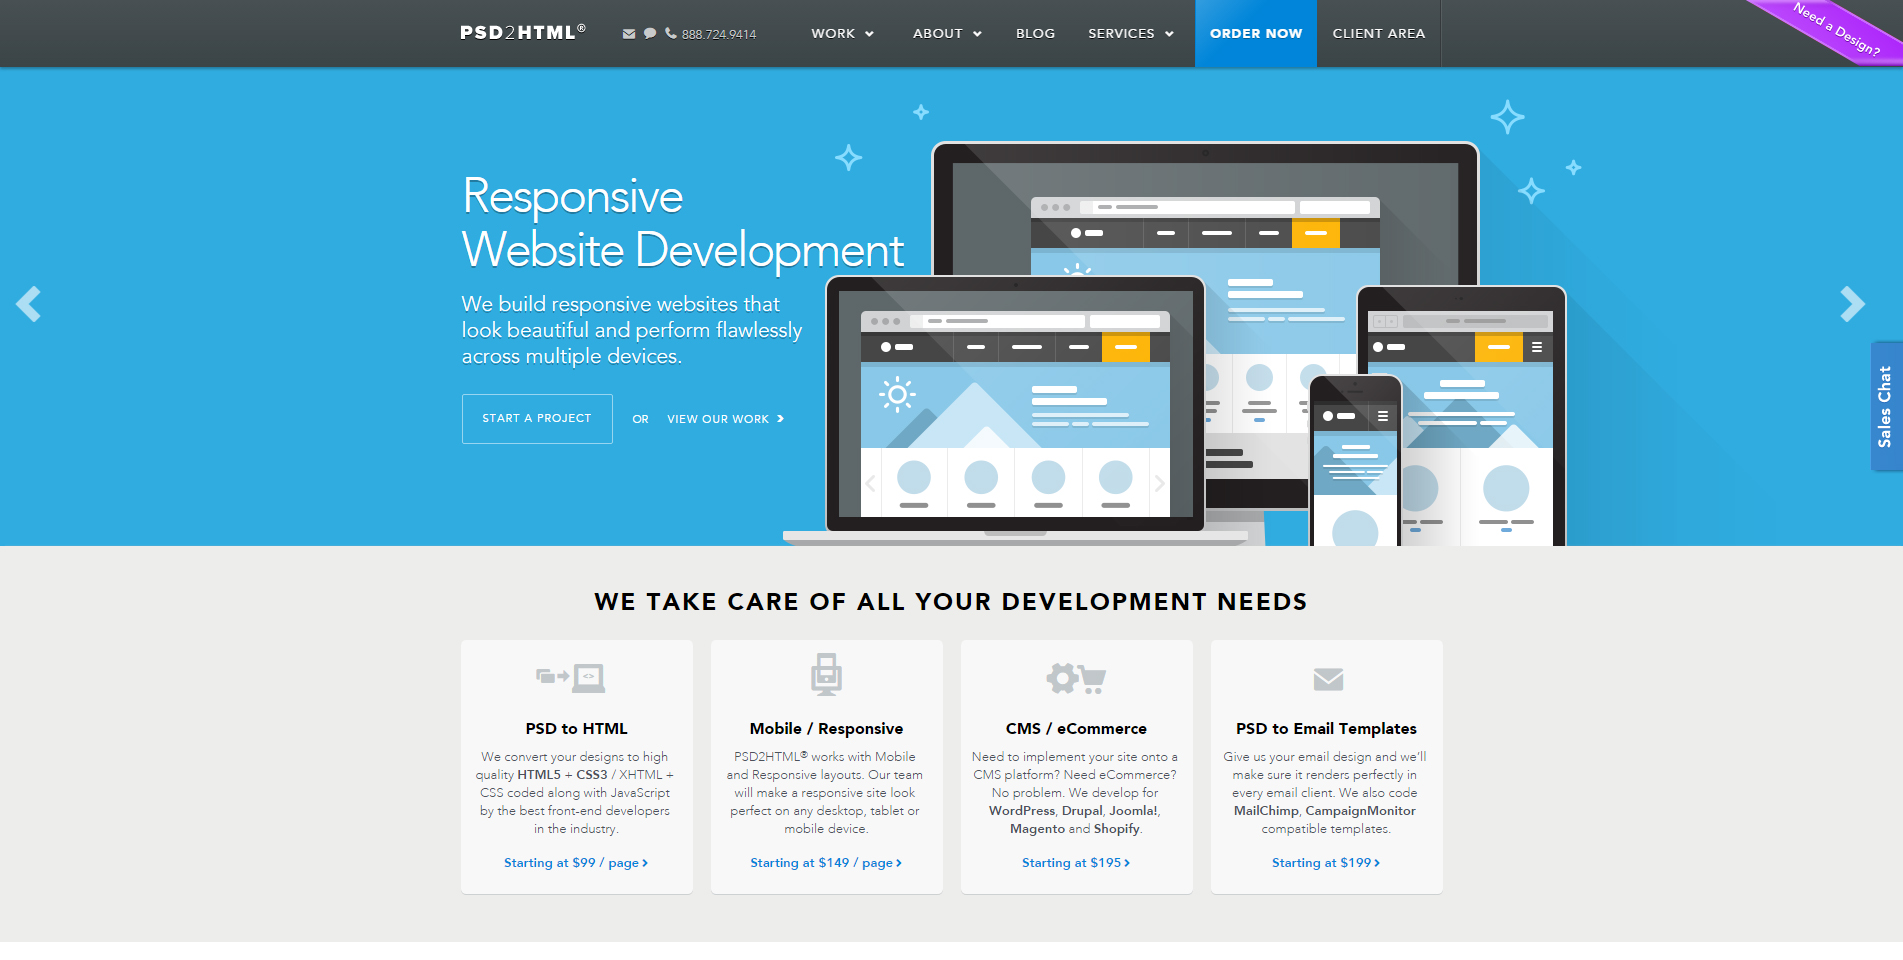 PSD2HTML®
888.724.9414
WORK
ABOUT
BLOG
SERVICES
ORDER NOW
CLIENT AREA
Need a Design?
Responsive
Website Development
We build responsive websites that
look beautiful and perform flawlessly
across multiple devices.
START A PROJECT
OR
VIEW OUR WORK
Sales Chat
WE TAKE CARE OF ALL YOUR DEVELOPMENT NEEDS
PSD to HTML
We convert your designs to high
quality HTML5 + CSS3 / XHTML +
CSS coded along with JavaScript
by the best front-end developers
in the industry.
Starting at $99 / page
Mobile / Responsive
PSD2HTML® works with Mobile
and Responsive layouts. Our team
will make a responsive site look
perfect on any desktop, tablet or
mobile device.
Starting at $149 / page
CMS / eCommerce
Need to implement your site onto a
CMS platform? Need eCommerce?
No problem. We develop for
WordPress, Drupal, Joomla!,
Magento and Shopify.
Starting at $195
PSD to Email Templates
Give us your email design and we'll
make sure it renders perfectly in
every email client. We also code
MailChimp, CampaignMonitor
compatible templates.
Starting at $199